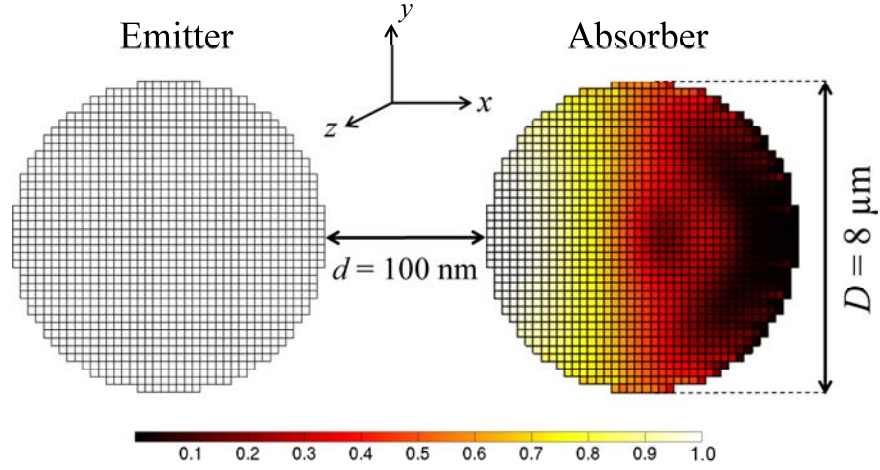 Emitter
Absorber
y
x
z
d = 100 nm
D = 8 μm
0.1 0.2 0.3 0.4 0.5 0.6 0.7 0.8 0.9 1.0